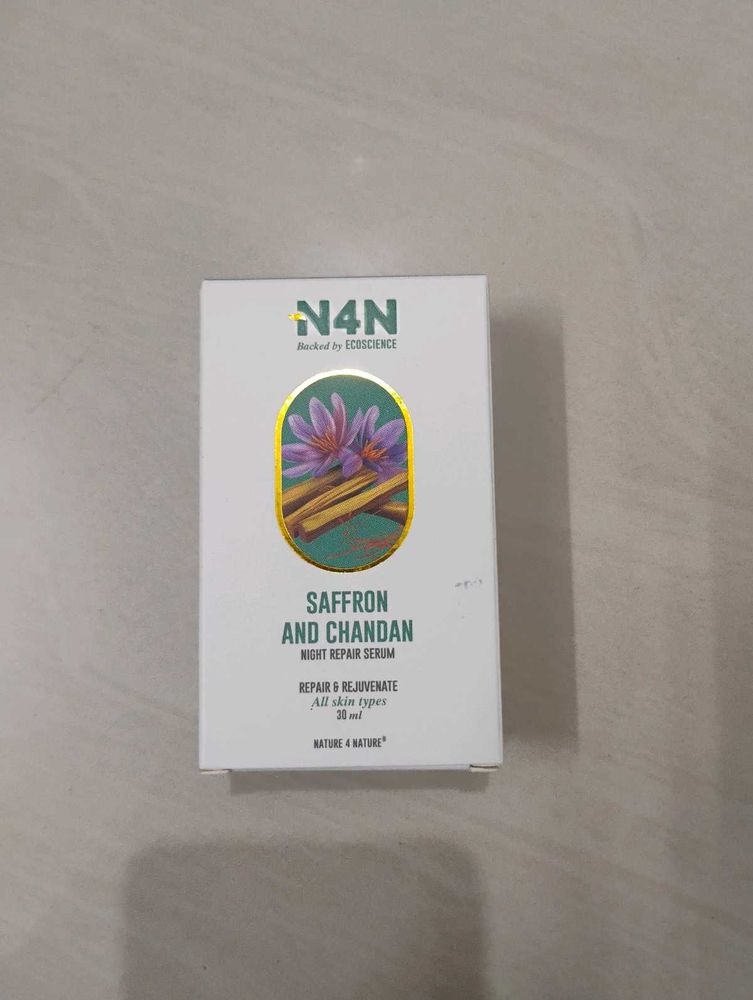 N4N
Backed by ECOSCIENCE
SAFFRON
AND CHANDAN
NIGHT REPAIR SERUM
REPAIR & REJUVENATE
All skin types
30 ml
NATURE 4 NATURE®